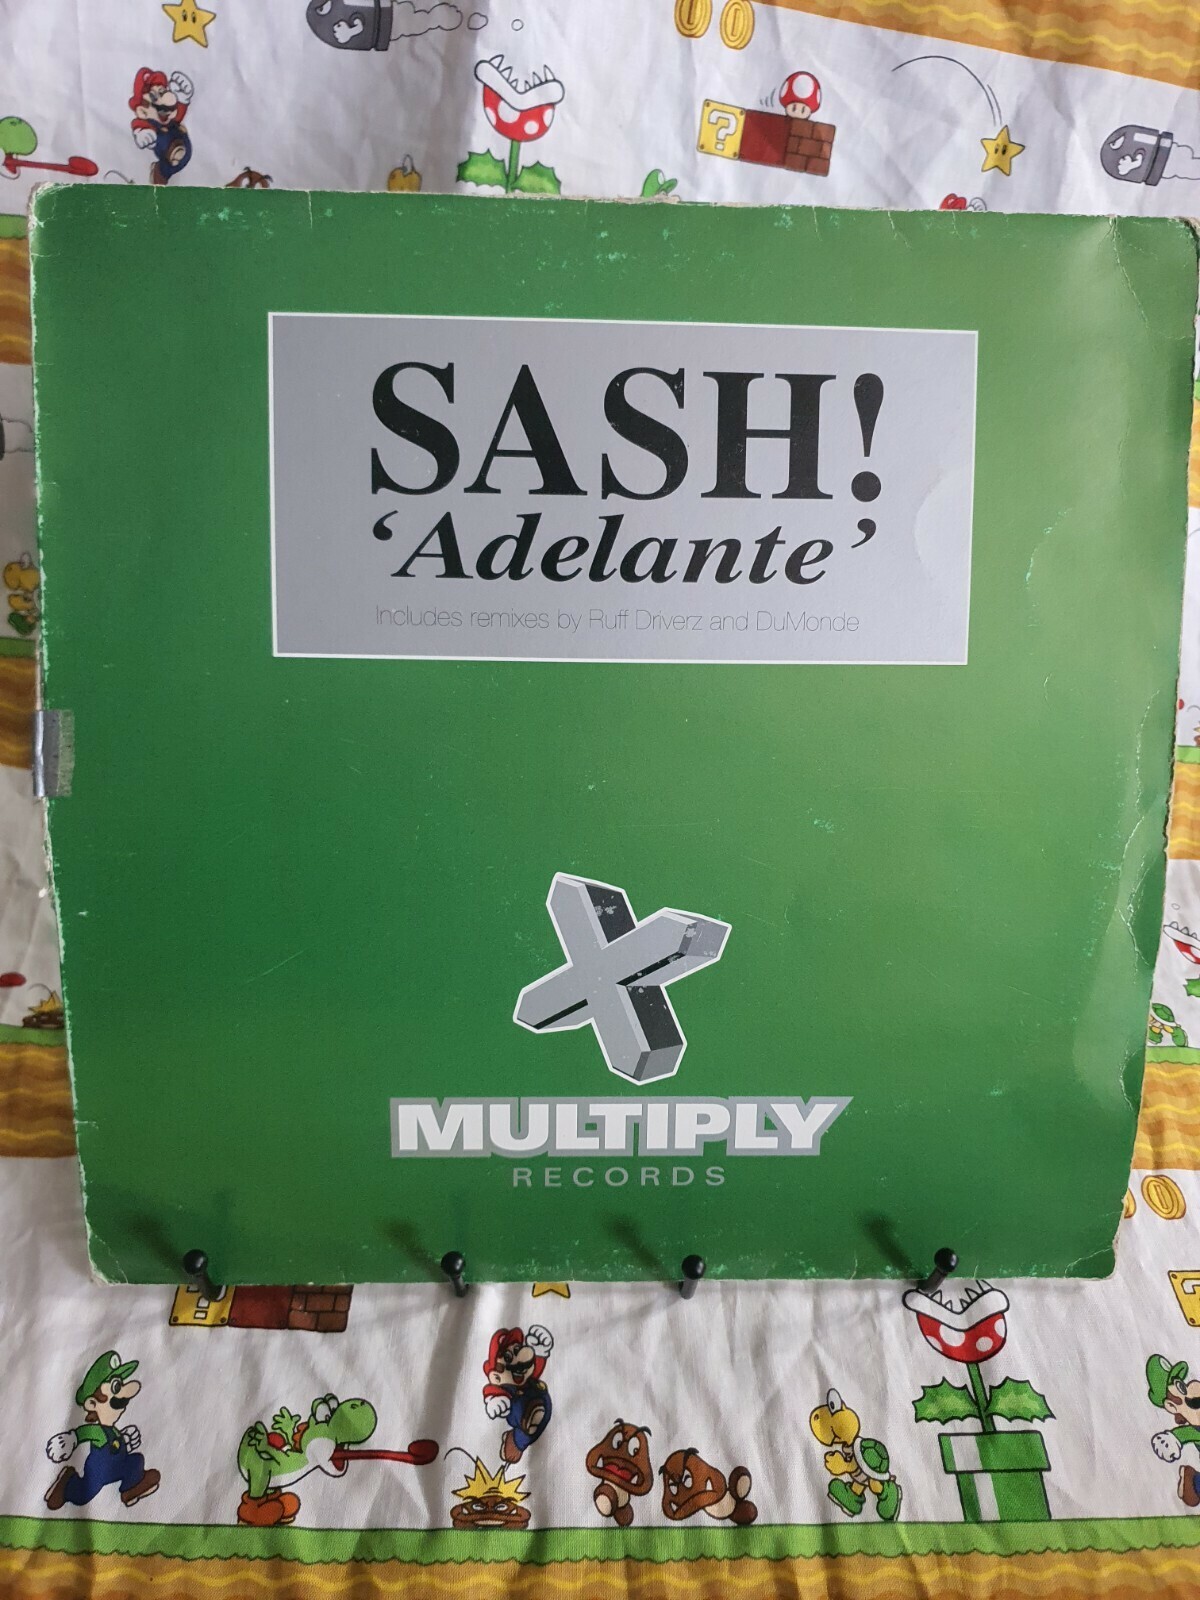 SASH!
‘Adelante’
Includes remixes by Ruff Driverz and DuMonde
MULTIPLY
RECORDS